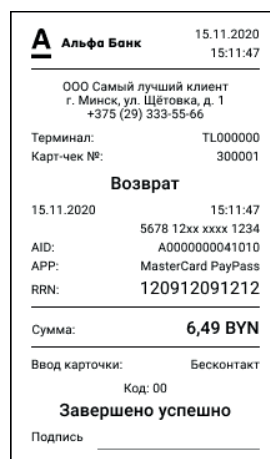 А Альфа Банк 15.11.2020
15:11:47
ООО Самый лучший клиент
г. Минск, ул. Щётовка, д. 1
+375 (29) 333-55-66
Терминал: TL000000
Карт-чек №: 300001
Возврат
15.11.2020 15:11:47
5678 12xx xxxx 1234
AID: A0000000041010
APP: MasterCard PayPass
RRN: 120912091212
Сумма: 6,49 BYN
Ввод карточки: Бесконтакт
Код: 00
Завершено успешно
Подпись